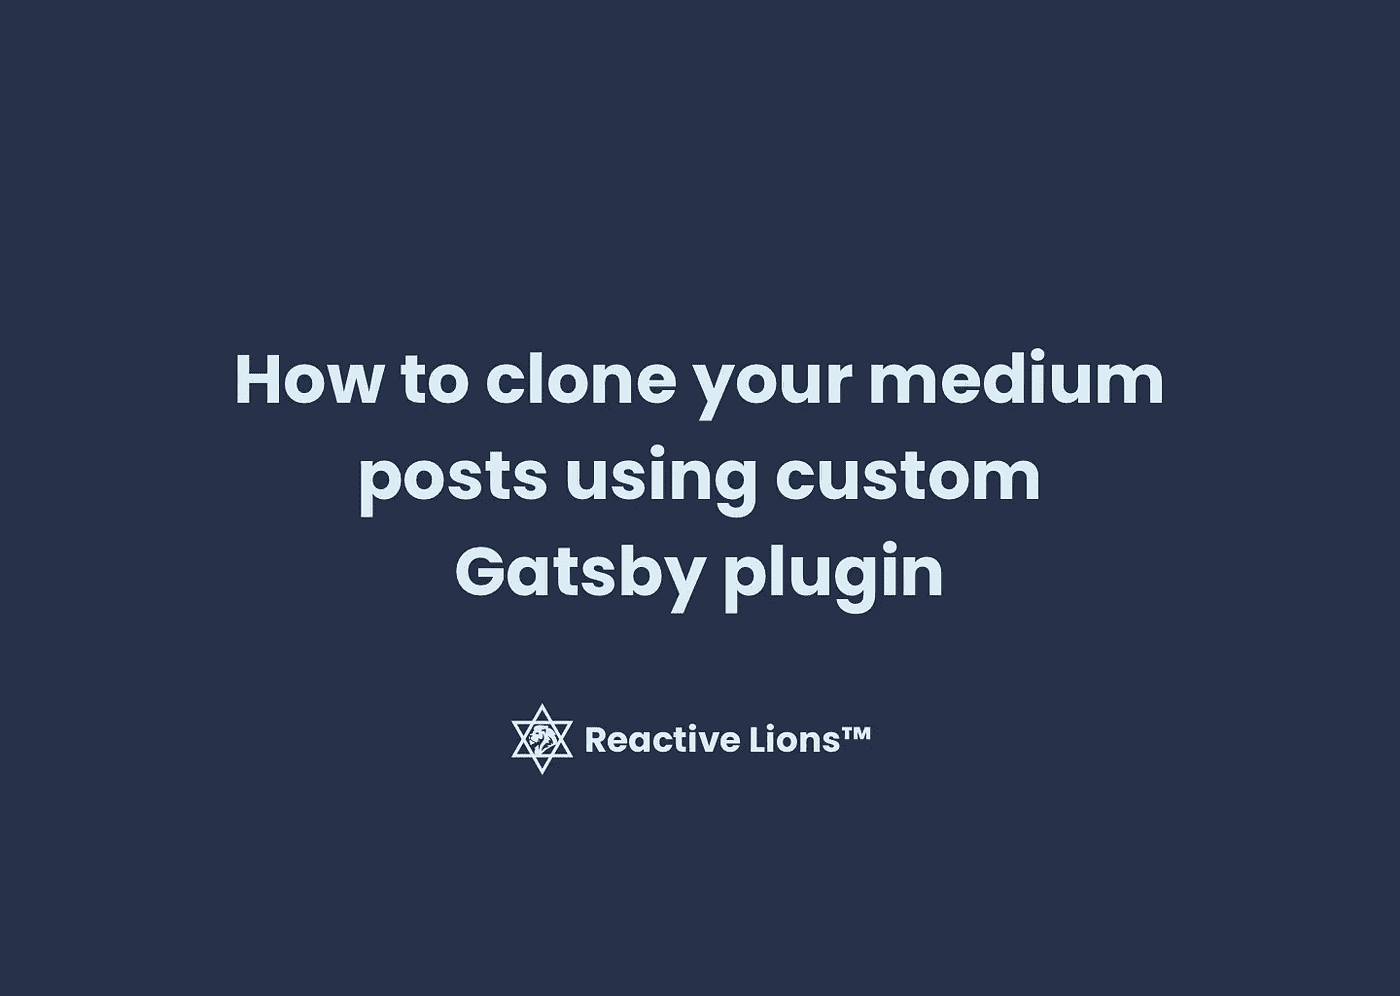 How to clone your medium
posts using custom
Gatsby plugin
Reactive Lions™